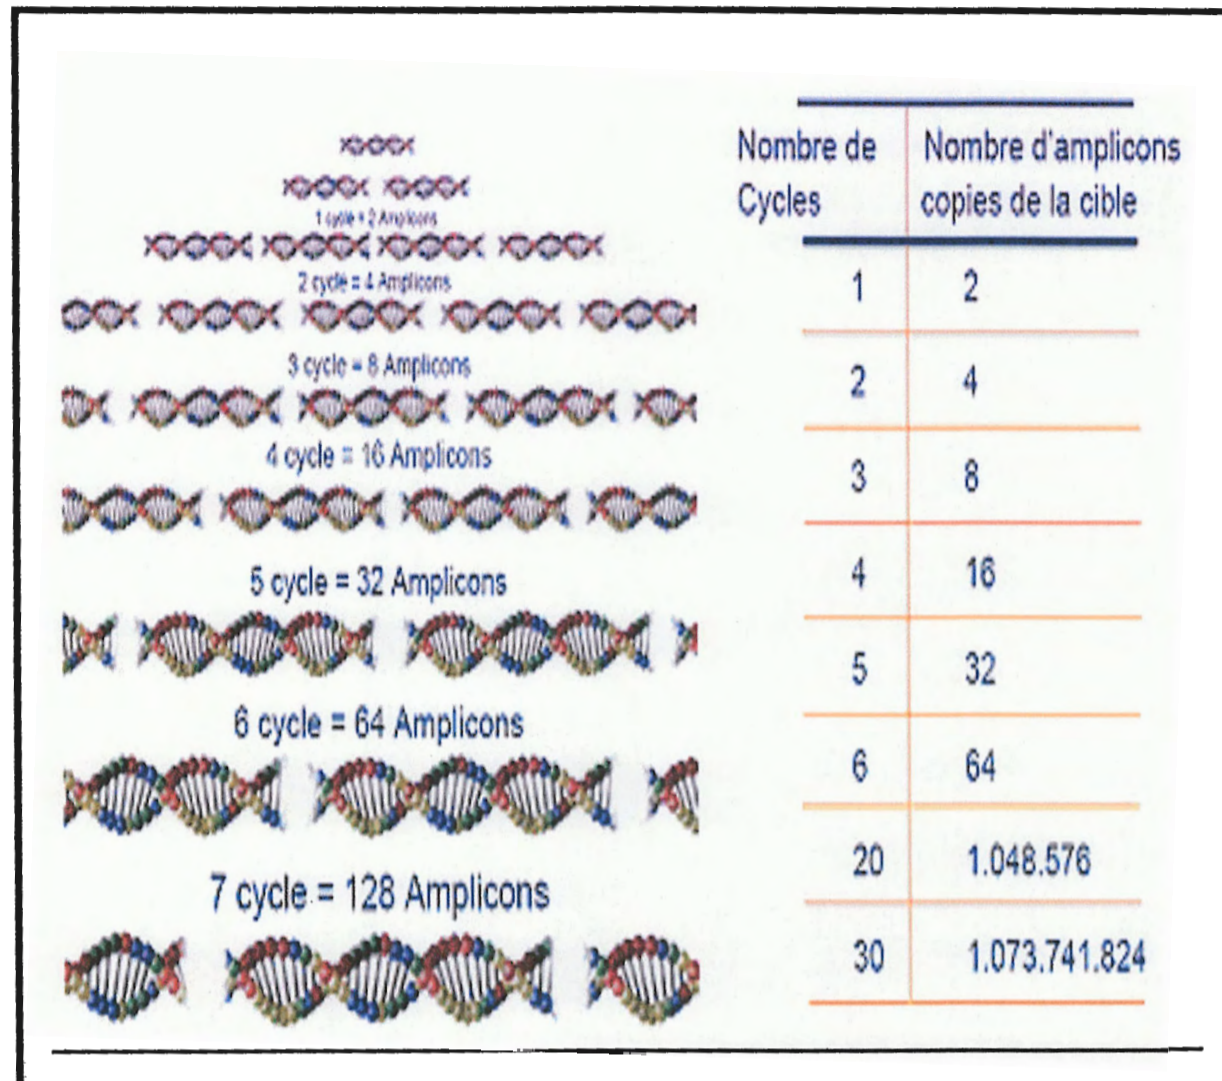 1 cycle = 2 Amplicons
2 cycle = 4 Amplicons
3 cycle = 8 Amplicons
4 cycle = 16 Amplicons
5 cycle = 32 Amplicons
6 cycle = 64 Amplicons
7 cycle = 128 Amplicons
Nombre de Nombre d'amplicons
Cycles copies de la cible
1 2
2 4
3 8
4 16
5 32
6 64
20 1.048.576
30 1.073.741.824